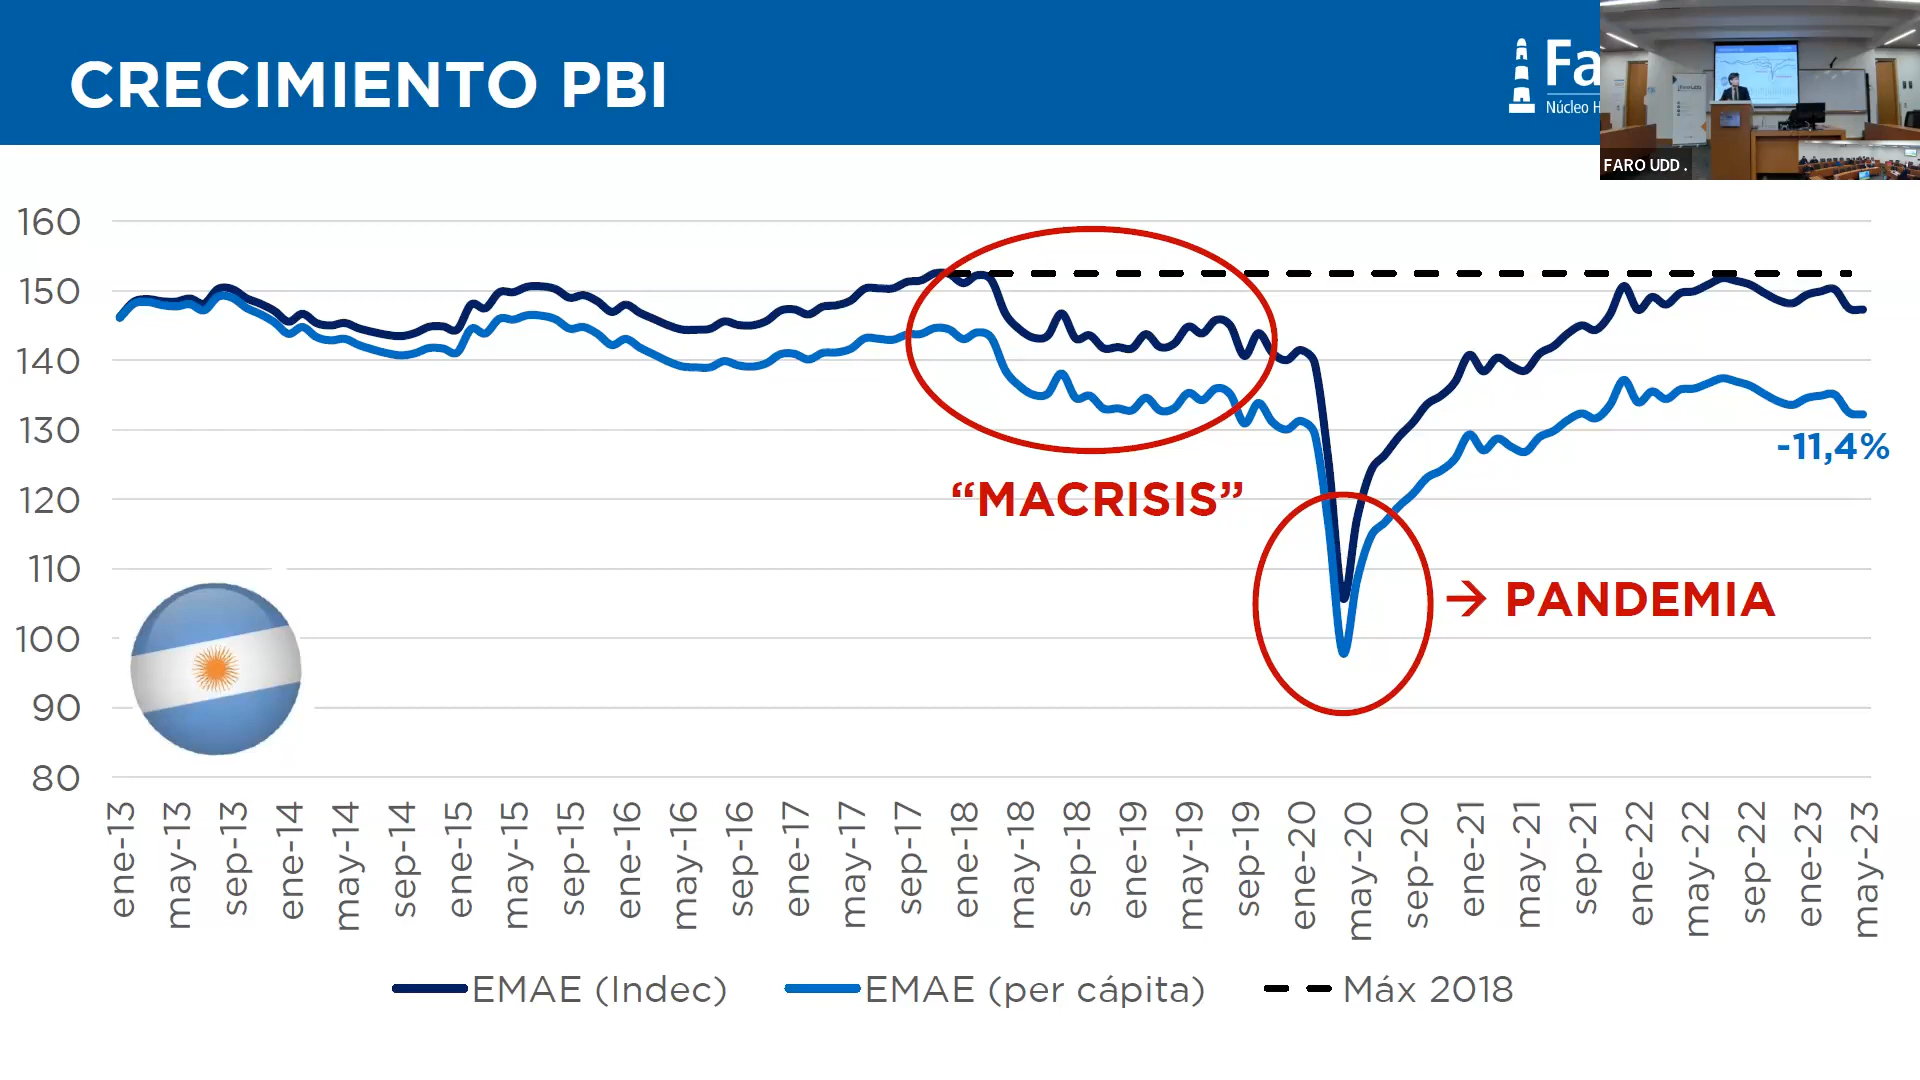 CRECIMIENTO PBI
Fa
Núcleo H
FARO UDD .
160
150
140
130
120
110
100
90
80
"MACRISIS"
→ PANDEMIA
-11,4%
ene-13
may-13
sep-13
ene-14
may-14
sep-14
ene-15
may-15
sep-15
ene-16
may-16
sep-16
ene-17
may-17
sep-17
ene-18
may-18
sep-18
ene-19
may-19
sep-19
ene-20
may-20
sep-20
ene-21
may-21
sep-21
ene-22
may-22
sep-22
ene-23
may-23
EMAE (Indec)
EMAE (per cápita)
Máx 2018